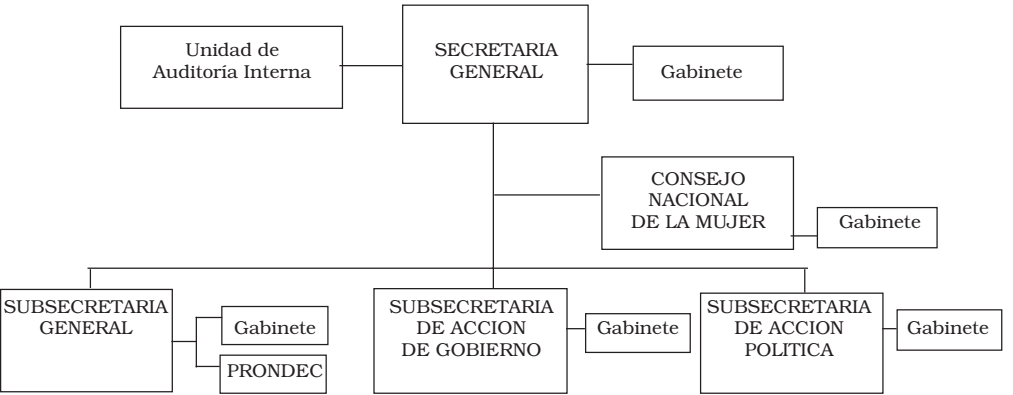 Unidad de
Auditoría Interna
SECRETARIA
GENERAL
Gabinete
CONSEJO
NACIONAL
DE LA MUJER
Gabinete
SUBSECRETARIA
GENERAL
Gabinete
PRONDEC
SUBSECRETARIA
DE ACCION
DE GOBIERNO
Gabinete
SUBSECRETARIA
DE ACCION
POLITICA
Gabinete